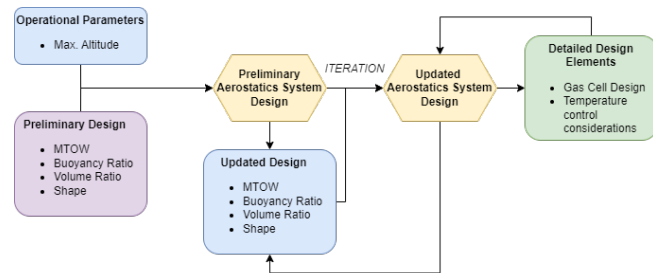 Operational Parameters
• Max. Altitude
Preliminary Design
• MTOW
• Buoyancy Ratio
• Volume Ratio
• Shape
Preliminary
Aerostatics System
Design
ITERATION
Updated
Aerostatics System
Design
Updated Design
• MTOW
• Buoyancy Ratio
• Volume Ratio
• Shape
Detailed Design
Elements
• Gas Cell Design
• Temperature
control
considerations